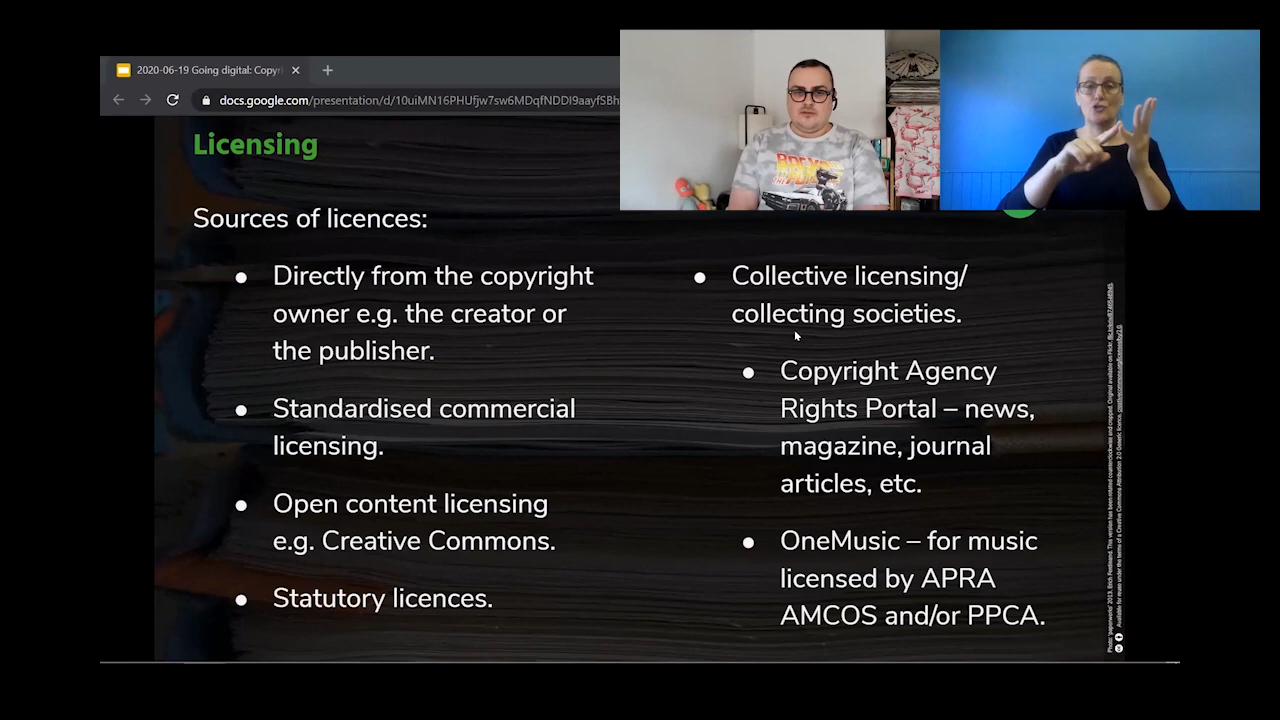 2020-06-19 Going digital: Copyri
docs.google.com/presentation/d/10uiMN16PHUfjw7sw6MDqfNDDI9aayfSBh
Licensing
Sources of licences:
● Directly from the copyright
owner e.g. the creator or
the publisher.
● Standardised commercial
licensing.
● Open content licensing
e.g. Creative Commons.
● Statutory licences.
● Collective licensing/
collecting societies.
● Copyright Agency
Rights Portal – news,
magazine, journal
articles, etc.
● OneMusic – for music
licensed by APRA
AMCOS and/or PPCA.